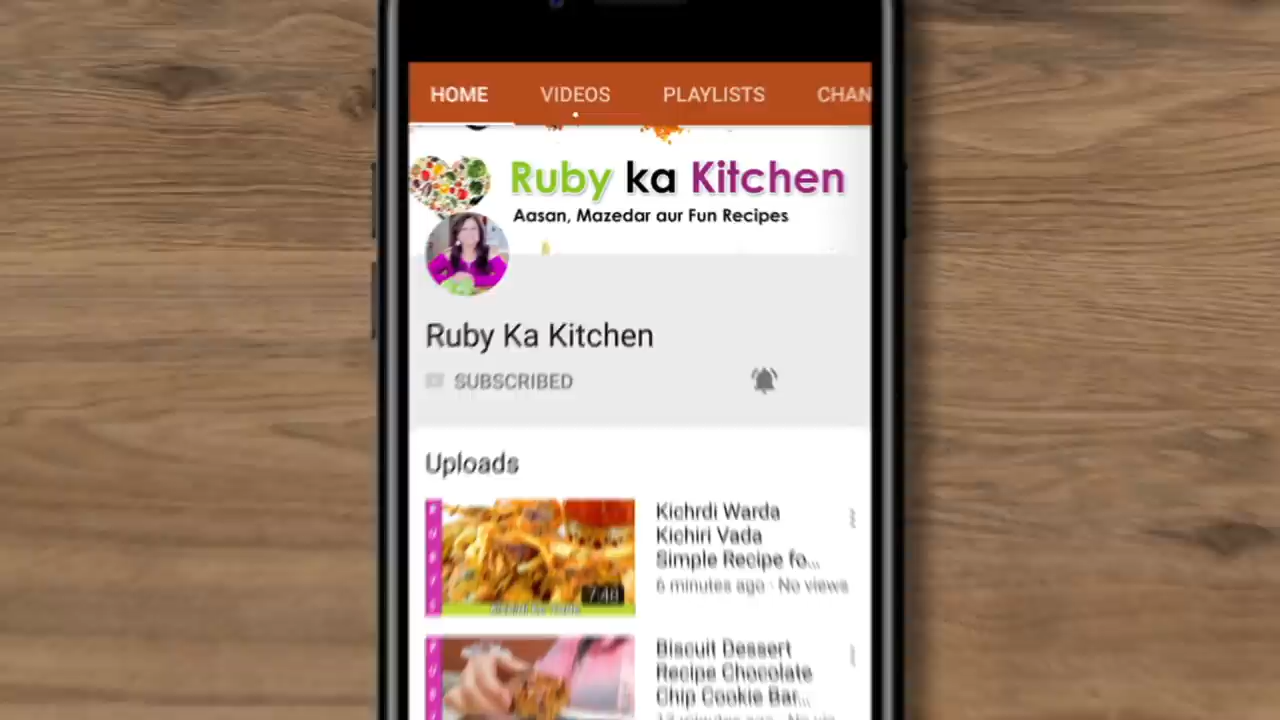 HOME VIDEOS PLAYLISTS CHAN
Ruby ka Kitchen
Aasan, Mazedar aur Fun Recipes
Ruby Ka Kitchen
SUBSCRIBED
Uploads
Kichrdi Warda
Kichiri Vada
Simple Recipe fo...
6 minutes ago · No views
7:48
Biscuit Dessert
Recipe Chocolate
Chip Cookie Bar...